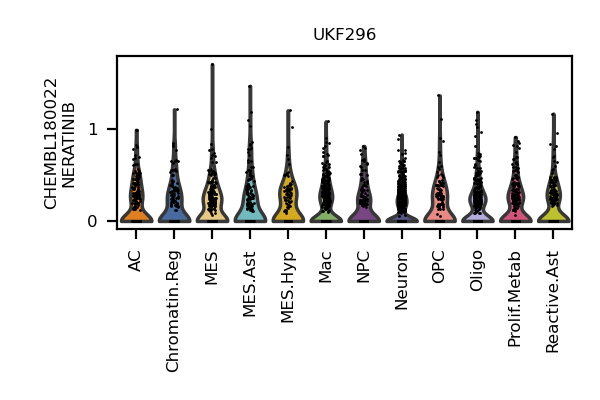 UKF296
CHEMBL180022
NERATINIB
1
0
AC
Chromatin.Reg
MES
MES.Ast
MES.Hyp
Mac
NPC
Neuron
OPC
Oligo
Prolif.Metab
Reactive.Ast